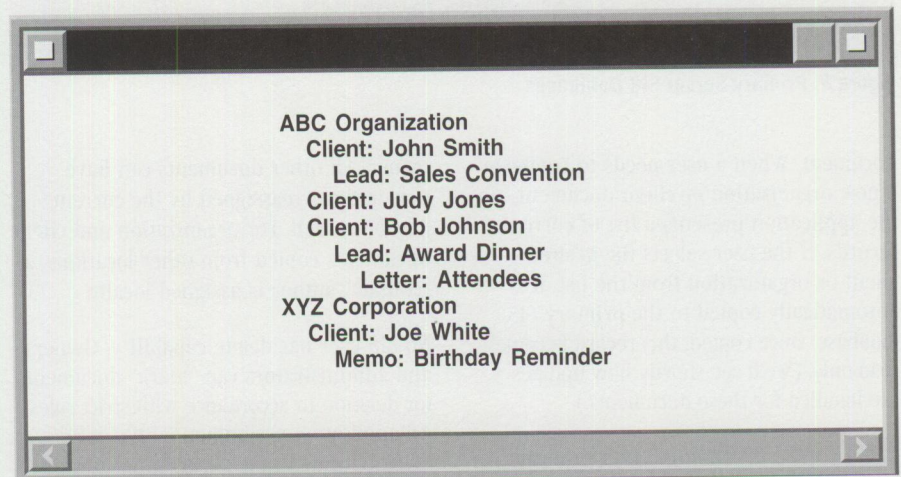 ABC Organization
Client: John Smith
Lead: Sales Convention
Client: Judy Jones
Client: Bob Johnson
Lead: Award Dinner
Letter: Attendees
XYZ Corporation
Client: Joe White
Memo: Birthday Reminder